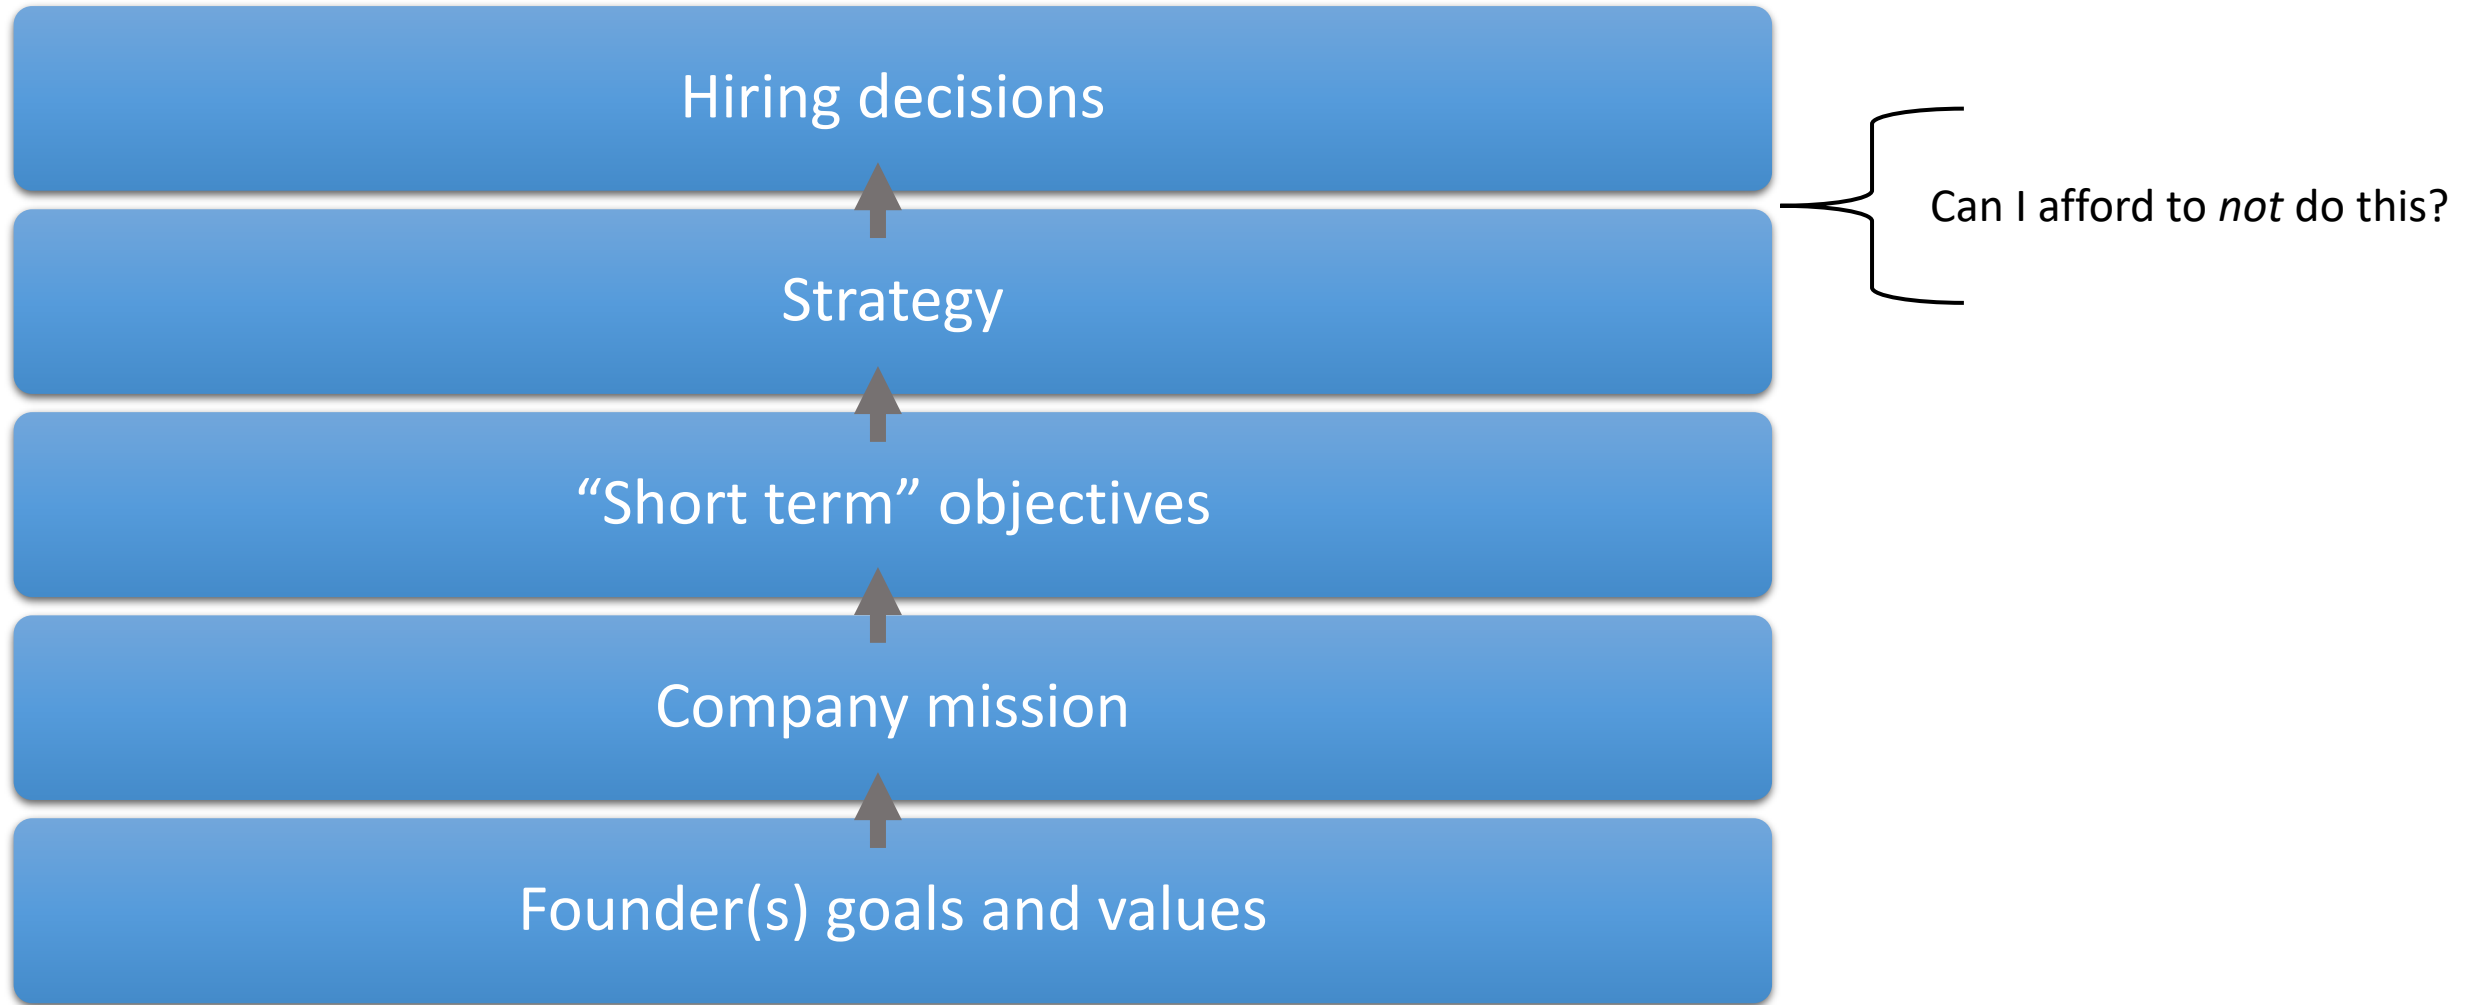 Hiring decisions
Can I afford to not do this?
Strategy
“Short term” objectives
Company mission
Founder(s) goals and values